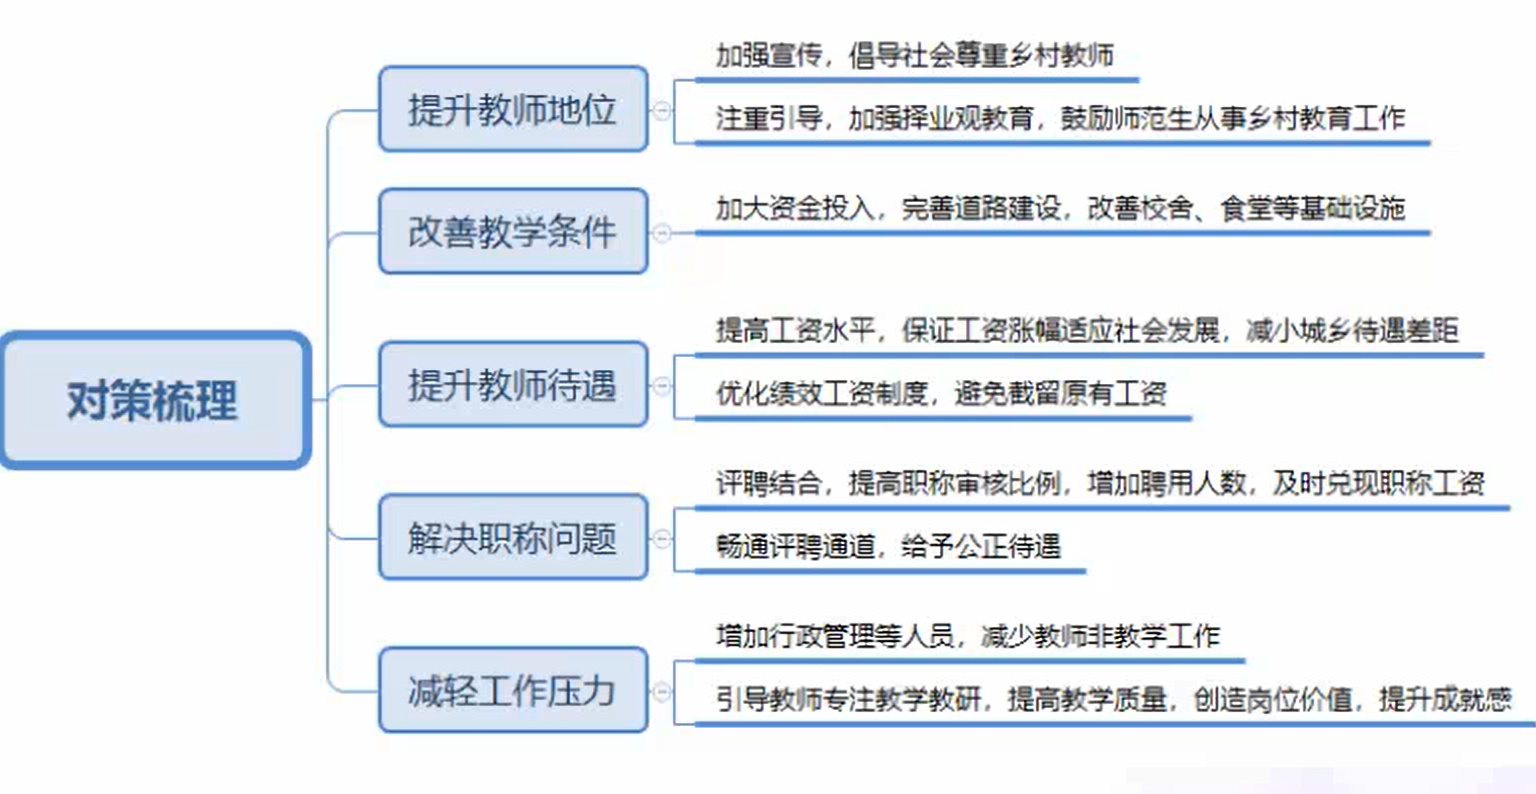 对策梳理
提升教师地位
加强宣传，倡导社会尊重乡村教师
注重引导，加强择业观教育，鼓励师范生从事乡村教育工作
改善教学条件
加大资金投入，完善道路建设，改善校舍、食堂等基础设施
提升教师待遇
提高工资水平，保证工资涨幅适应社会发展，减小城乡待遇差距
优化绩效工资制度，避免截留原有工资
解决职称问题
评聘结合，提高职称审核比例，增加聘用人数，及时兑现职称工资
畅通评聘通道，给予公正待遇
减轻工作压力
增加行政管理等人员，减少教师非教学工作
引导教师专注教学教研，提高教学质量，创造岗位价值，提升成就感